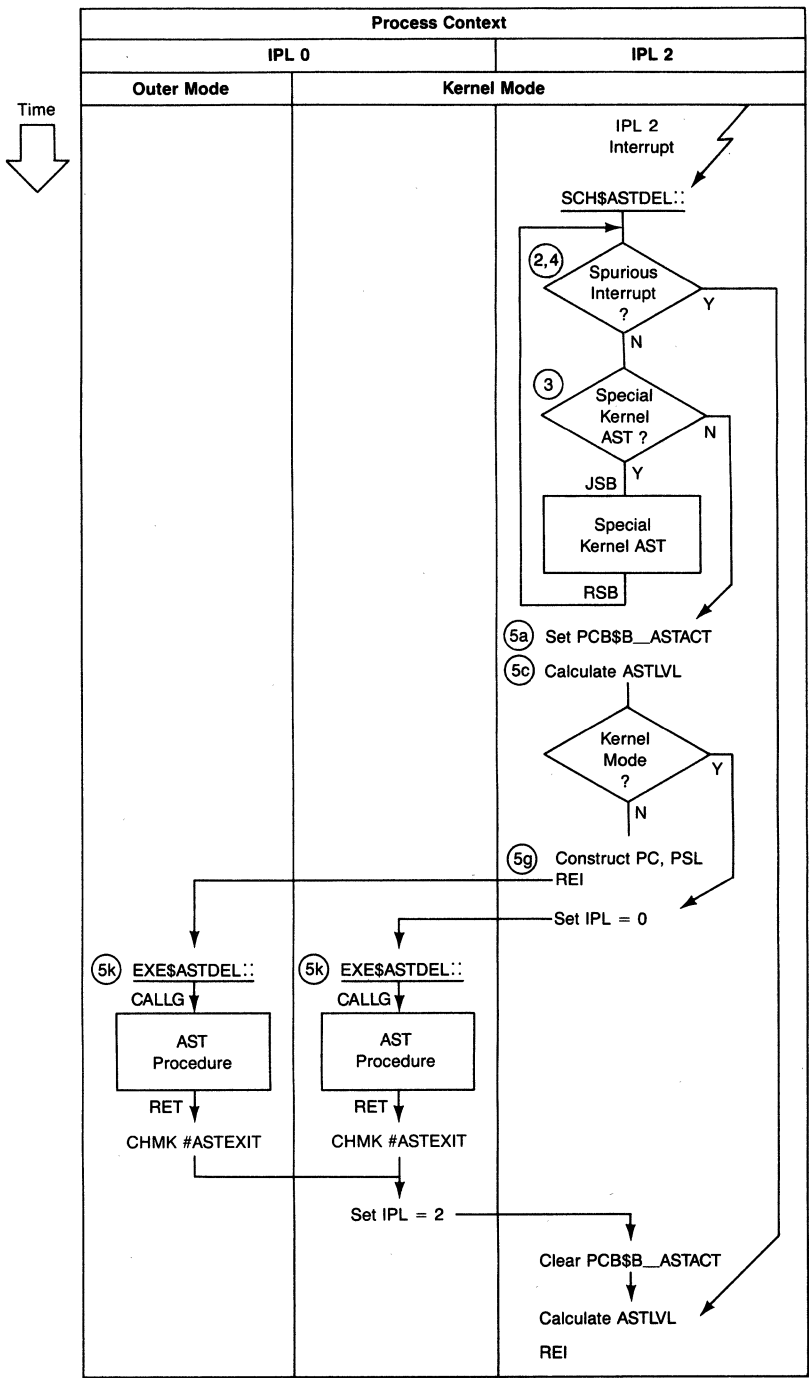 Process Context
IPL 0
IPL 2
Outer Mode
Kernel Mode
Time
IPL 2
Interrupt
SCH$ASTDEL::
2,4
Spurious
Interrupt
?
Y
N
3
Special
Kernel
AST ?
N
Y
JSB
Special
Kernel AST
RSB
5a Set PCB$B__ASTACT
5c Calculate ASTLVL
Kernel
Mode
?
Y
N
5g Construct PC, PSL
REI
Set IPL = 0
5k EXE$ASTDEL::
5k EXE$ASTDEL::
CALLG
CALLG
AST
Procedure
AST
Procedure
RET
RET
CHMK #ASTEXIT
CHMK #ASTEXIT
Set IPL = 2
Clear PCB$B__ASTACT
Calculate ASTLVL
REI